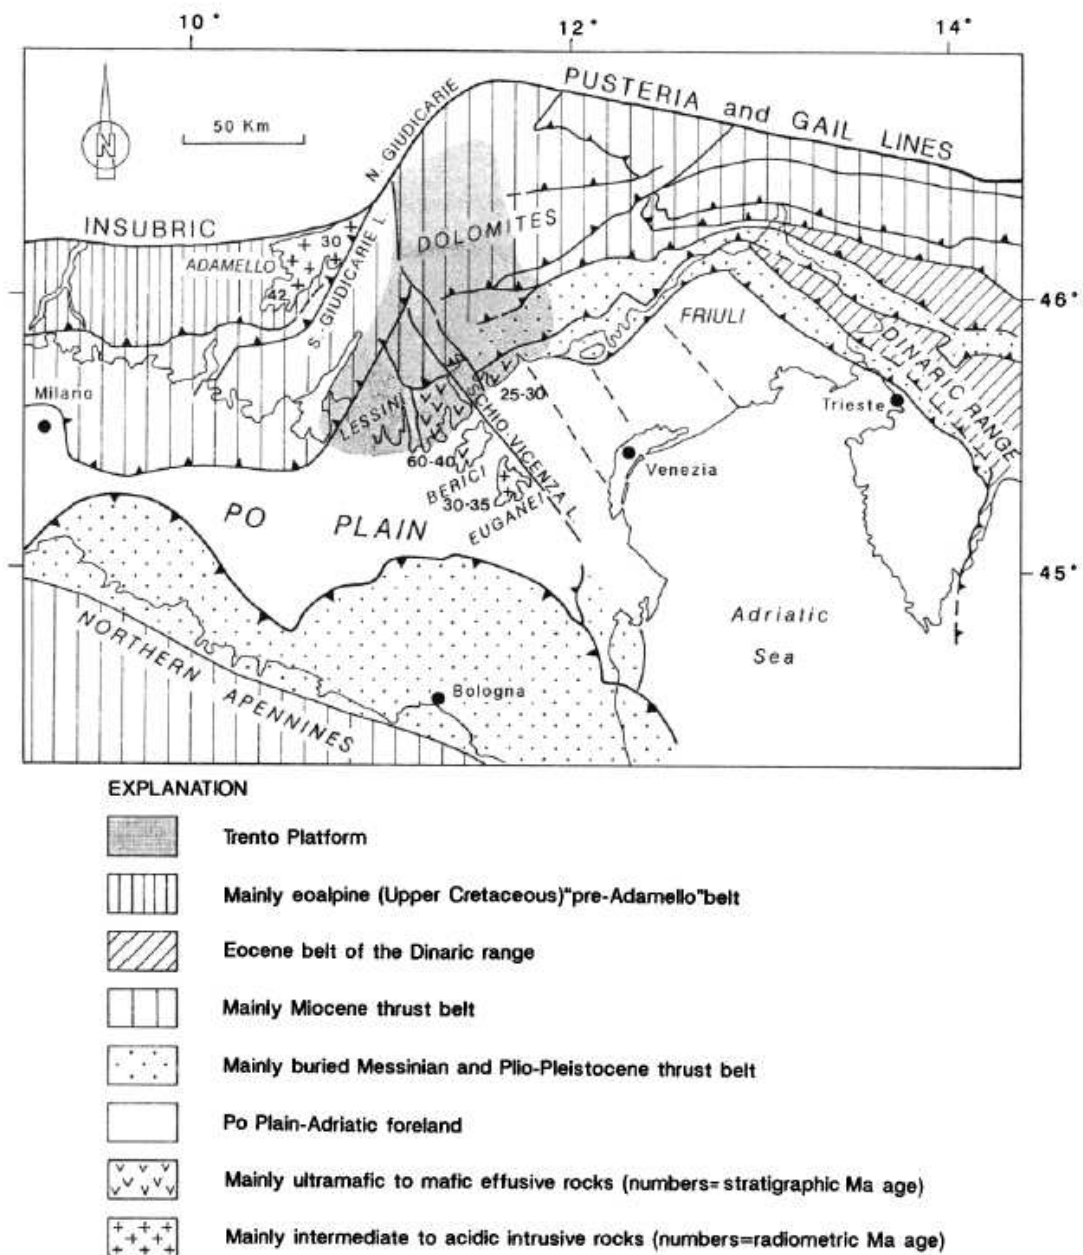 10°
12°
14°
PUSTERIA and GAIL LINES
50 Km
N
N. GIUDICARIE
INSUBRIC
30
ADAMELLO
42
DOLOMITES
S. GIUDICARIE L.
46°
FRIULI
DINARIC RANGE
Milano
25-30
Trieste
LESSINI
SCHIO-VICENZA L.
60-40
BERICI
Venezia
30-35
EUGANEI
PO PLAIN
45°
Adriatic
Sea
NORTHERN APENNINES
Bologna
EXPLANATION
Trento Platform
Mainly eoalpine (Upper Cretaceous)"pre-Adamello"belt
Eocene belt of the Dinaric range
Mainly Miocene thrust belt
Mainly buried Messinian and Plio-Pleistocene thrust belt
Po Plain-Adriatic foreland
Mainly ultramafic to mafic effusive rocks (numbers= stratigraphic Ma age)
Mainly intermediate to acidic intrusive rocks (numbers=radiometric Ma age)